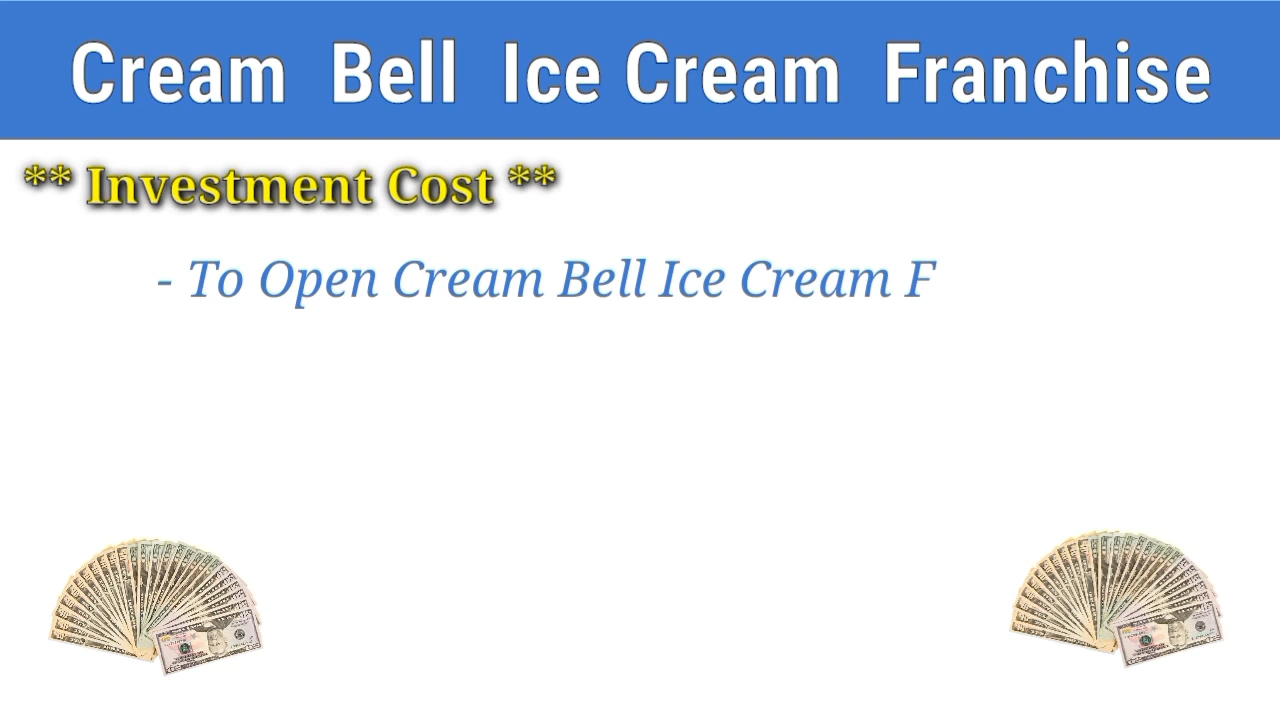 Cream Bell Ice Cream Franchise
** Investment Cost **
- To Open Cream Bell Ice Cream F